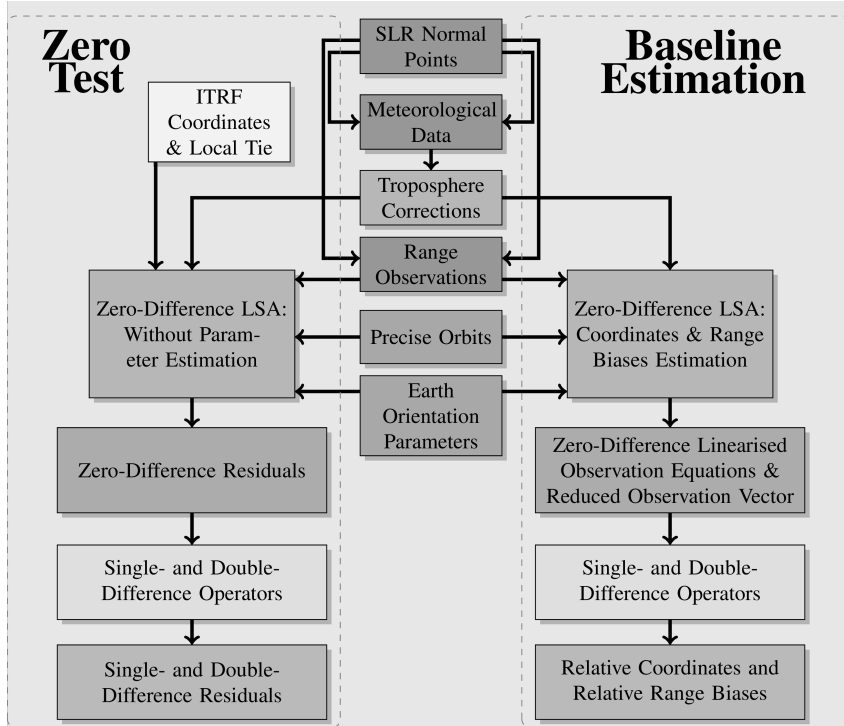 Zero
Test
Baseline
Estimation
SLR Normal
Points
ITRF
Coordinates
& Local Tie
Meteorological
Data
Troposphere
Corrections
Range
Observations
Zero-Difference LSA:
Without Param-
eter Estimation
Precise Orbits
Zero-Difference LSA:
Coordinates & Range
Biases Estimation
Earth
Orientation
Parameters
Zero-Difference Residuals
Zero-Difference Linearised
Observation Equations &
Reduced Observation Vector
Single- and Double-
Difference Operators
Single- and Double-
Difference Operators
Single- and Double-
Difference Residuals
Relative Coordinates and
Relative Range Biases